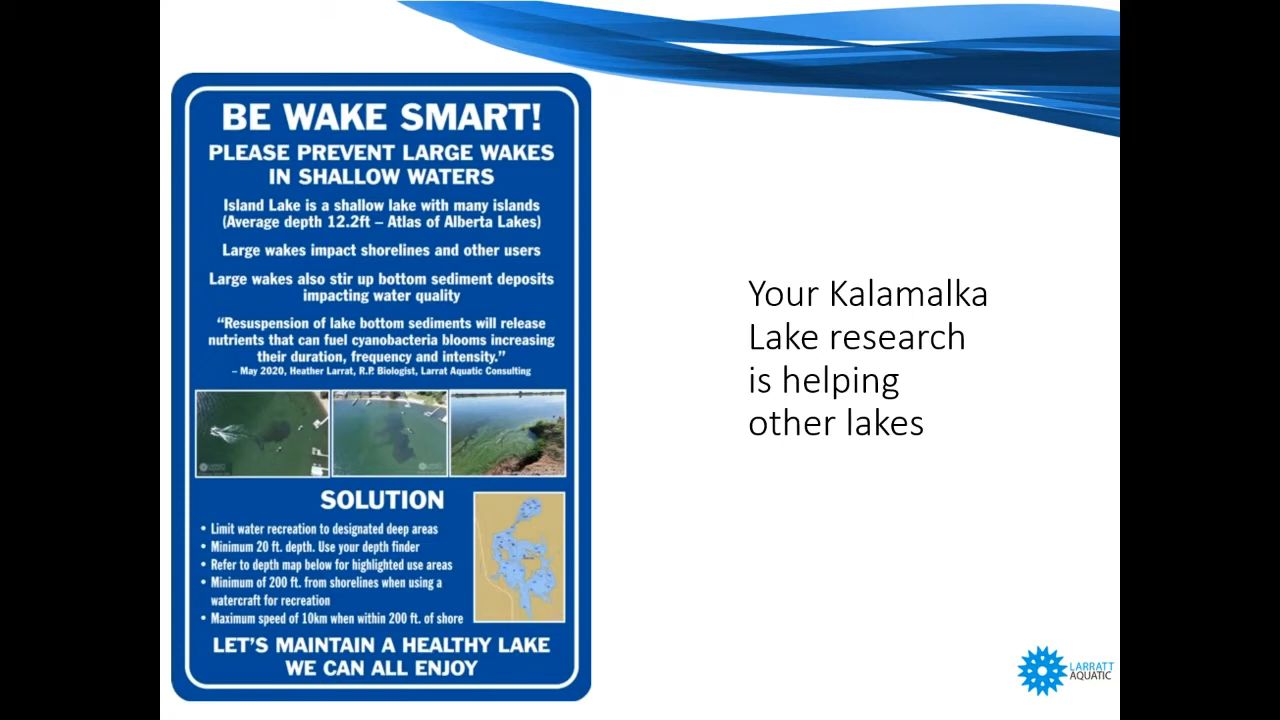 BE WAKE SMART!
PLEASE PREVENT LARGE WAKES
IN SHALLOW WATERS
Island Lake is a shallow lake with many islands
(Average depth 12.2ft – Atlas of Alberta Lakes)
Large wakes impact shorelines and other users
Large wakes also stir up bottom sediment deposits
impacting water quality
“Resuspension of lake bottom sediments will release
nutrients that can fuel cyanobacteria blooms increasing
their duration, frequency and intensity.”
– May 2020, Heather Larrat, R.P. Biologist, Larrat Aquatic Consulting
SOLUTION
• Limit water recreation to designated deep areas
• Minimum 20 ft. depth. Use your depth finder
• Refer to depth map below for highlighted use areas
• Minimum of 200 ft. from shorelines when using a
watercraft for recreation
• Maximum speed of 10km when within 200 ft. of shore
LET'S MAINTAIN A HEALTHY LAKE
WE CAN ALL ENJOY
Your Kalamalka
Lake research
is helping
other lakes
LARRATT
AQUATIC